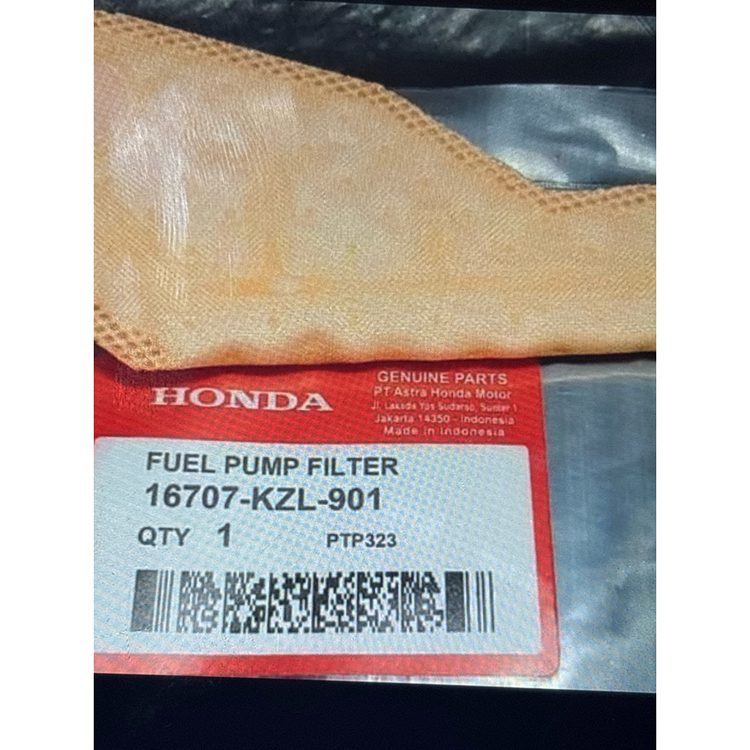 HONDA
GENUINE PARTS
PT Astra Honda Motor
Jl. Laksda Yos Sudarso, Sunter 1
Jakarta 14350 - Indonesia
Made in Indonesia
FUEL PUMP FILTER
16707-KZL-901
QTY 1 PTP323